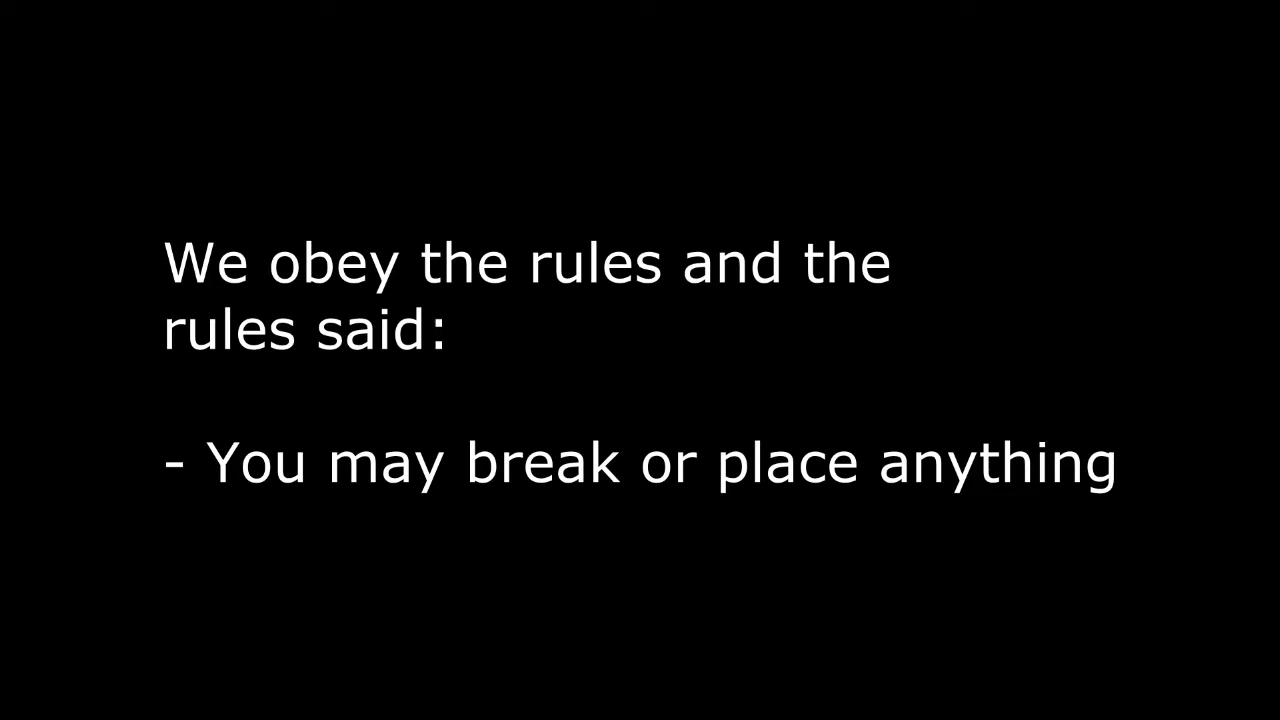 We obey the rules and the
rules said:
- You may break or place anything